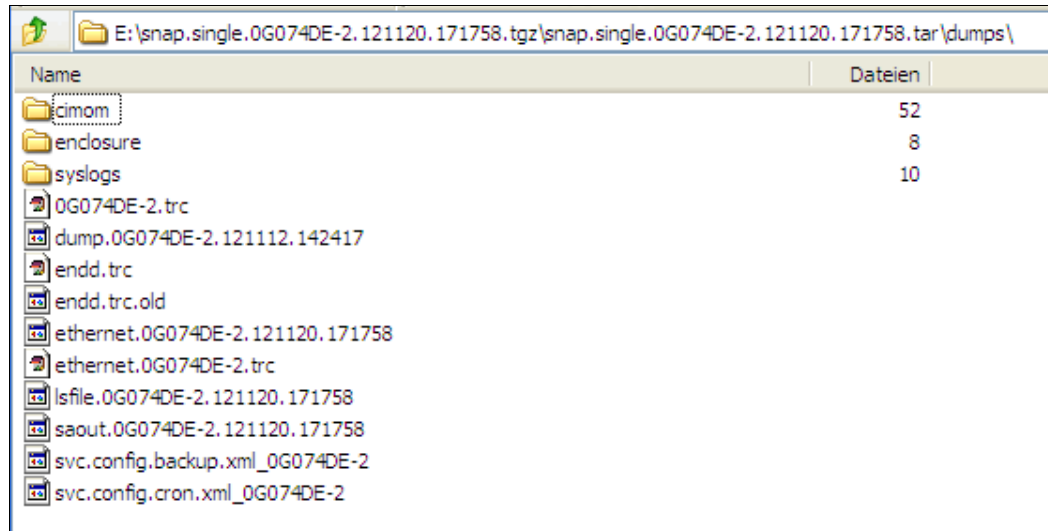 E:\snap.single.0G074DE-2.121120.171758.tgz\snap.single.0G074DE-2.121120.171758.tar\dumps\
Name Dateien
cimom 52
enclosure 8
syslogs 10
0G074DE-2.trc
dump.0G074DE-2.121112.142417
endd.trc
endd.trc.old
ethernet.0G074DE-2.121120.171758
ethernet.0G074DE-2.trc
lsfile.0G074DE-2.121120.171758
saout.0G074DE-2.121120.171758
svc.config.backup.xml_0G074DE-2
svc.config.cron.xml_0G074DE-2